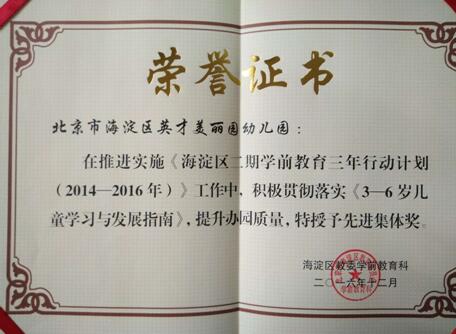 荣誉证书
北京市海淀区英才美丽园幼儿园：
在推进实施《海淀区二期学前教育三年行动计划
（2014—2016年）》工作中，积极贯彻落实《3—6岁儿
童学习与发展指南》，提升办园质量，特授予先进集体奖。
海淀区教委学前教育科
二〇一六年十二月
学前教育科